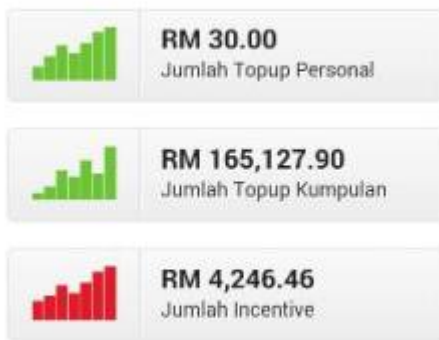 RM 30.00
Jumlah Topup Personal
RM 165,127.90
Jumlah Topup Kumpulan
RM 4,246.46
Jumlah Incentive